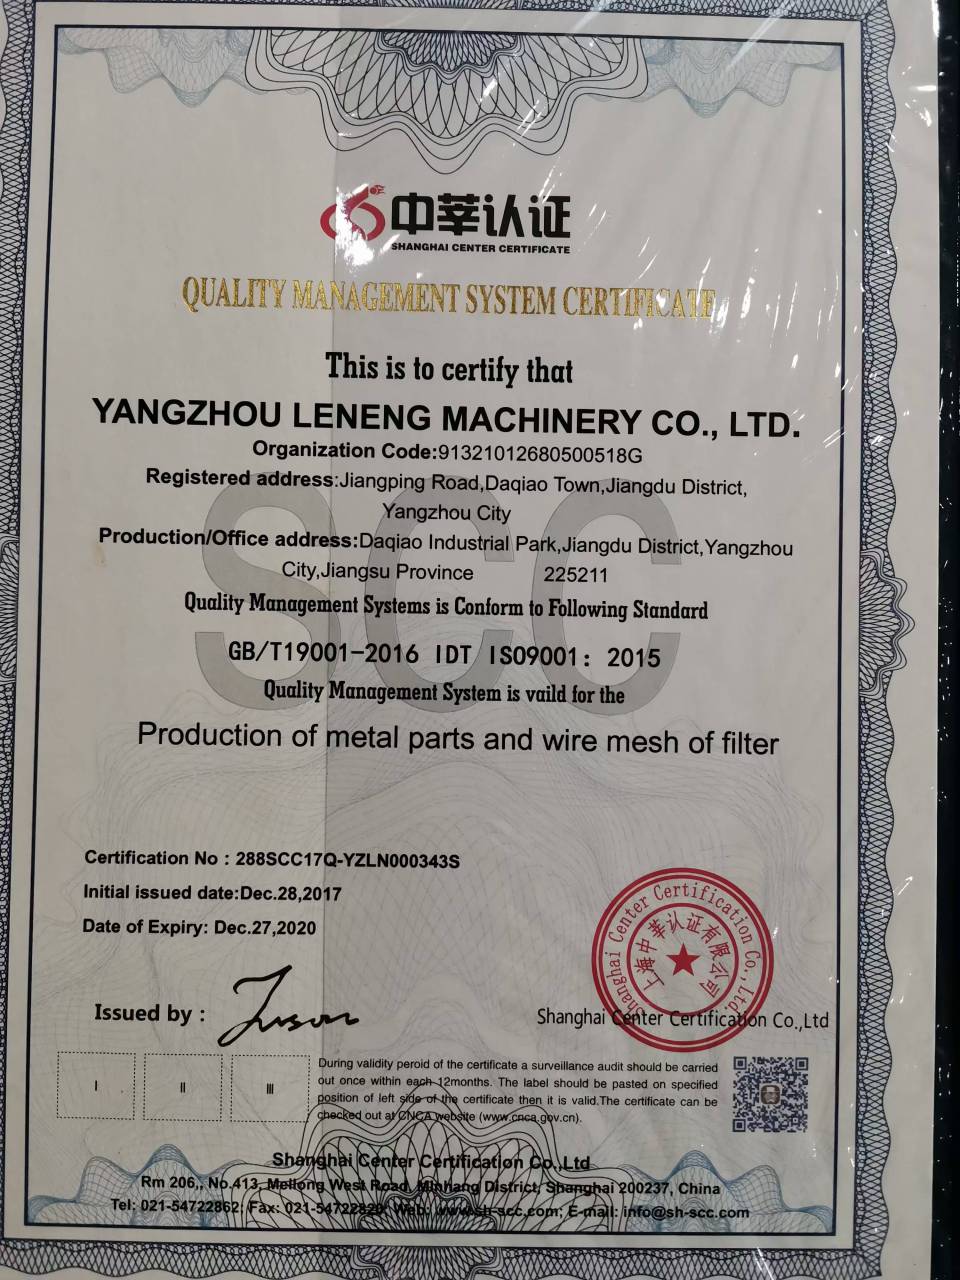 中莘认证
SHANGHAI CENTER CERTIFICATE
QUALITY MANAGEMENT SYSTEM CERTIFICATE
This is to certify that
YANGZHOU LENENG MACHINERY CO., LTD.
Organization Code:91321012680500518G
Registered address:Jiangping Road,Daqiao Town,Jiangdu District,
Yangzhou City
Production/Office address:Daqiao Industrial Park,Jiangdu District,Yangzhou
City,Jiangsu Province 225211
SCC
Quality Management Systems is Conform to Following Standard
GB/T19001-2016 IDT ISO9001: 2015
Quality Management System is vaild for the
Production of metal parts and wire mesh of filter
Certification No : 288SCC17Q-YZLN000343S
Initial issued date:Dec.28,2017
Date of Expiry: Dec.27,2020
Issued by :
Shanghai Center Certification Co., Ltd.
上海中莘认证有限公司
Shanghai Center Certification Co.,Ltd
I
II
III
During validity peroid of the certificate a surveillance audit should be carried
out once within each 12months. The label should be pasted on specified
position of left side of the certificate then it is valid.The certificate can be
checked out at CNCA website (www.cnca.gov.cn).
Shanghai Center Certification Co.,Ltd
Rm 206,, No.413, Meilong West Road, Minhang District, Shanghai 200237, China
Tel: 021-54722862; Fax: 021-54722820; Web: www.sh-scc.com; E-mail: info@sh-scc.com